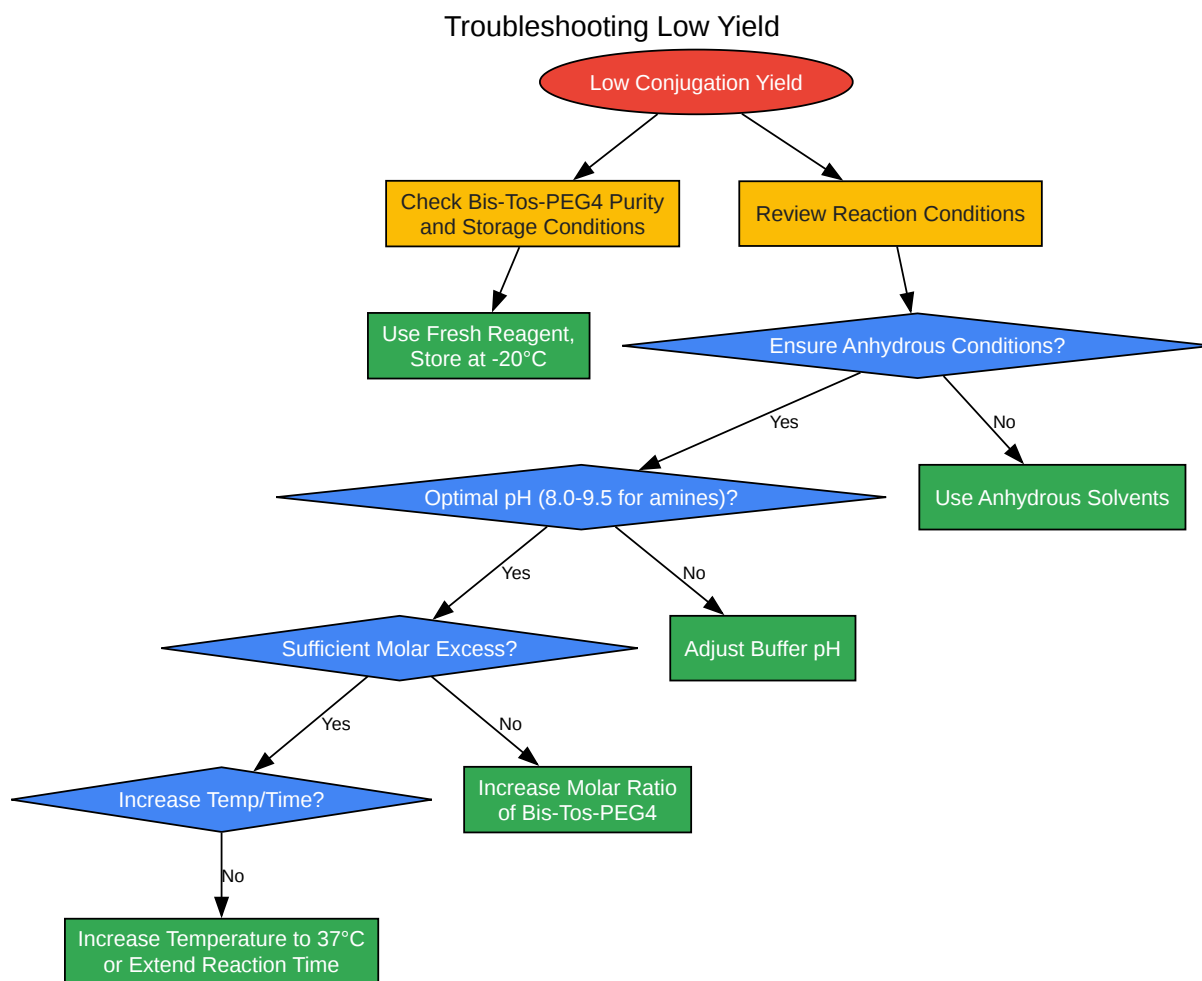 Troubleshooting Low Yield
Low Conjugation Yield
Check Bis-Tos-PEG4 Purity
and Storage Conditions
Review Reaction Conditions
Use Fresh Reagent,
Store at -20°C
Ensure Anhydrous Conditions?
Yes
No
Optimal pH (8.0-9.5 for amines)?
Use Anhydrous Solvents
Yes
No
Sufficient Molar Excess?
Adjust Buffer pH
Yes
No
Increase Temp/Time?
Increase Molar Ratio
of Bis-Tos-PEG4
No
Increase Temperature to 37°C
or Extend Reaction Time